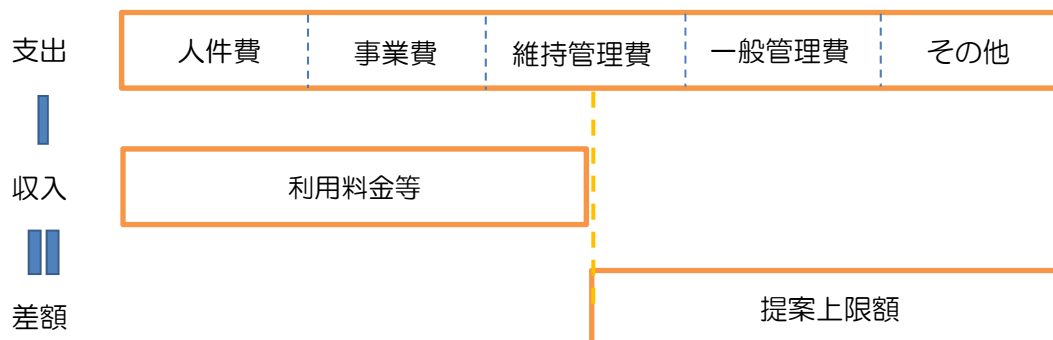 支出 人件費 事業費 維持管理費 一般管理費 その他
収入 利用料金等
差額 提案上限額